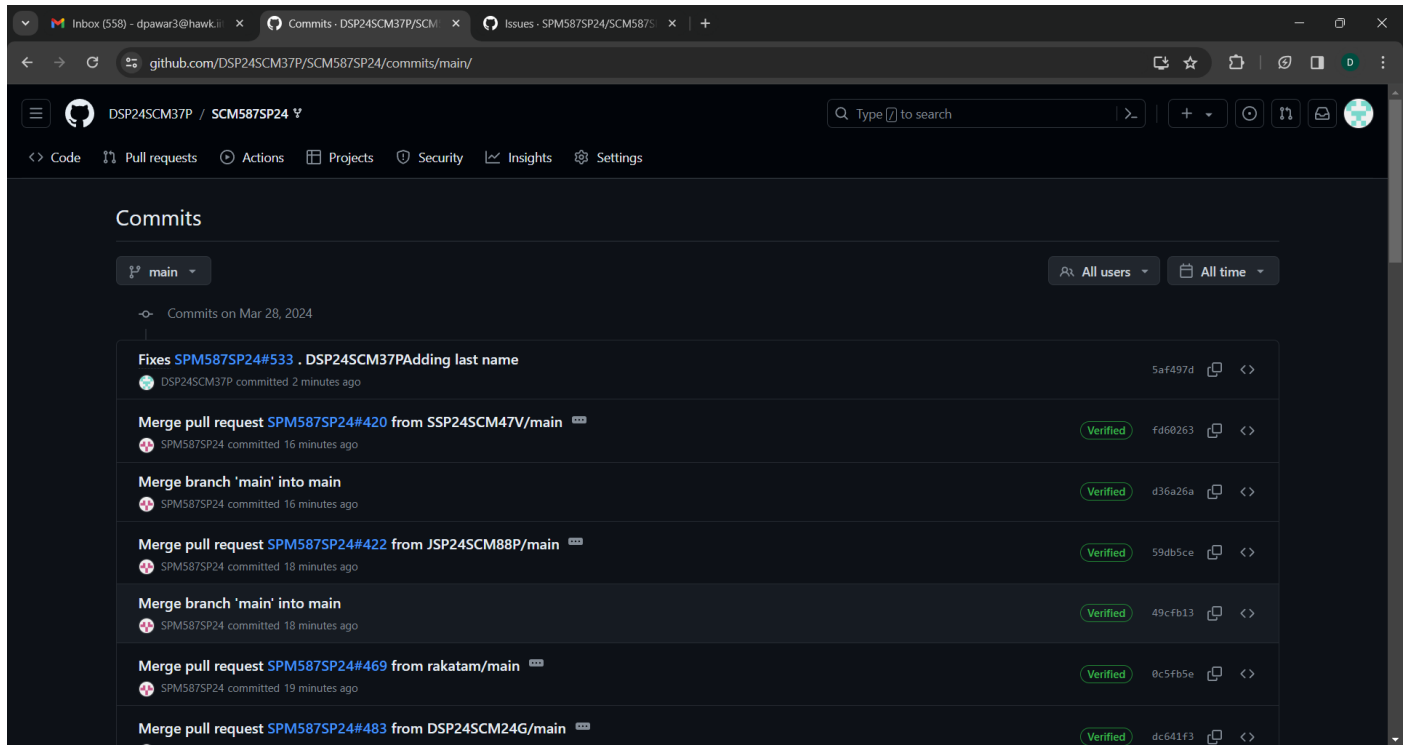 Inbox (558) - dpawar3@hawk.i
Commits · DSP24SCM37P/SCM5
Issues · SPM587SP24/SCM587S
github.com/DSP24SCM37P/SCM587SP24/commits/main/
D
DSP24SCM37P / SCM587SP24
Type / to search
Code Pull requests Actions Projects Security Insights Settings
Commits
main
All users
All time
Commits on Mar 28, 2024
Fixes SPM587SP24#533 . DSP24SCM37PAdding last name
DSP24SCM37P committed 2 minutes ago
5af497d
Merge pull request SPM587SP24#420 from SSP24SCM47V/main
SPM587SP24 committed 16 minutes ago
Verified fd60263
Merge branch 'main' into main
SPM587SP24 committed 16 minutes ago
Verified d36a26a
Merge pull request SPM587SP24#422 from JSP24SCM88P/main
SPM587SP24 committed 18 minutes ago
Verified 59db5ce
Merge branch 'main' into main
SPM587SP24 committed 18 minutes ago
Verified 49cfb13
Merge pull request SPM587SP24#469 from rakatam/main
SPM587SP24 committed 19 minutes ago
Verified 0c5fb5e
Merge pull request SPM587SP24#483 from DSP24SCM24G/main
Verified dc641f3